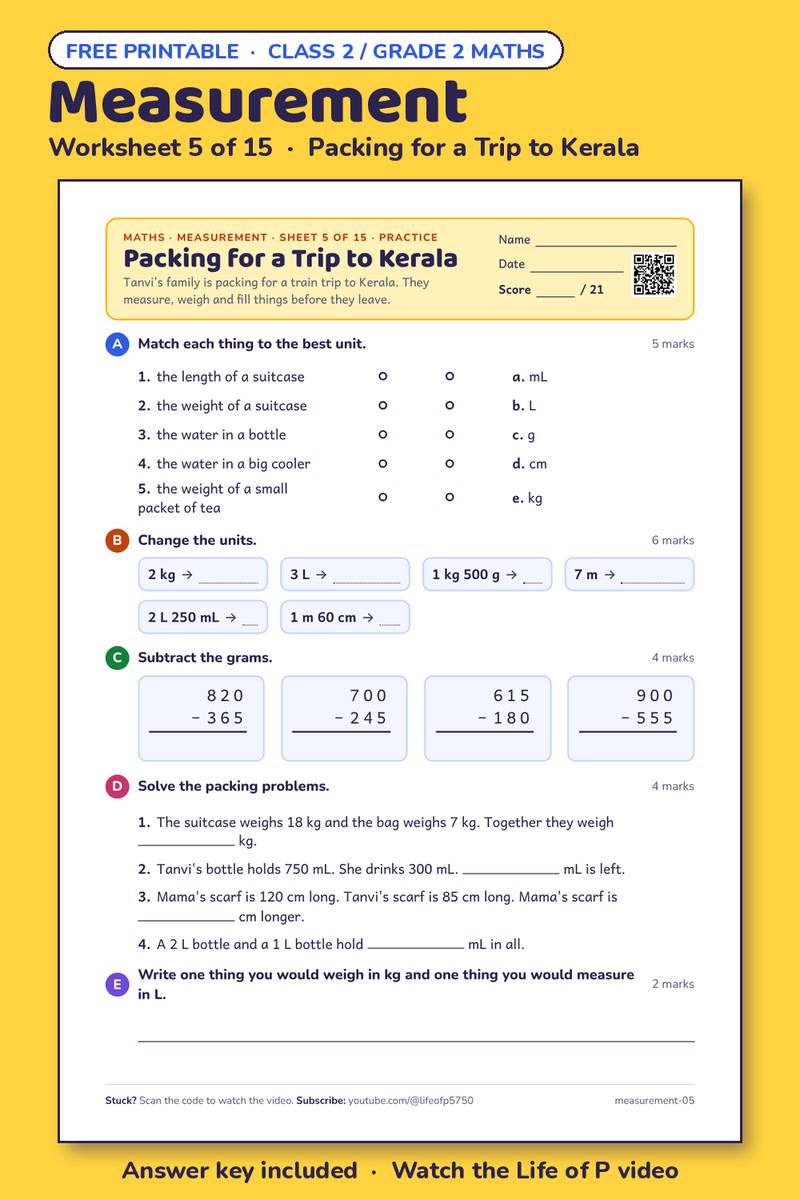 FREE PRINTABLE · CLASS 2 / GRADE 2 MATHS
Measurement
Worksheet 5 of 15 · Packing for a Trip to Kerala
MATHS · MEASUREMENT · SHEET 5 OF 15 · PRACTICE
Packing for a Trip to Kerala
Tanvi's family is packing for a train trip to Kerala. They
measure, weigh and fill things before they leave.
Name
Date
Score / 21
A Match each thing to the best unit. 5 marks
1. the length of a suitcase a. mL
2. the weight of a suitcase b. L
3. the water in a bottle c. g
4. the water in a big cooler d. cm
5. the weight of a small
packet of tea e. kg
B Change the units. 6 marks
2 kg → 3 L → 1 kg 500 g → 7 m →
2 L 250 mL → 1 m 60 cm →
C Subtract the grams. 4 marks
820 700 615 900
− 365 − 245 − 180 − 555
D Solve the packing problems. 4 marks
1. The suitcase weighs 18 kg and the bag weighs 7 kg. Together they weigh
kg.
2. Tanvi's bottle holds 750 mL. She drinks 300 mL. mL is left.
3. Mama's scarf is 120 cm long. Tanvi's scarf is 85 cm long. Mama's scarf is
cm longer.
4. A 2 L bottle and a 1 L bottle hold mL in all.
E Write one thing you would weigh in kg and one thing you would measure
in L. 2 marks
Stuck? Scan the code to watch the video. Subscribe: youtube.com/@lifeofp5750 measurement-05
Answer key included · Watch the Life of P video